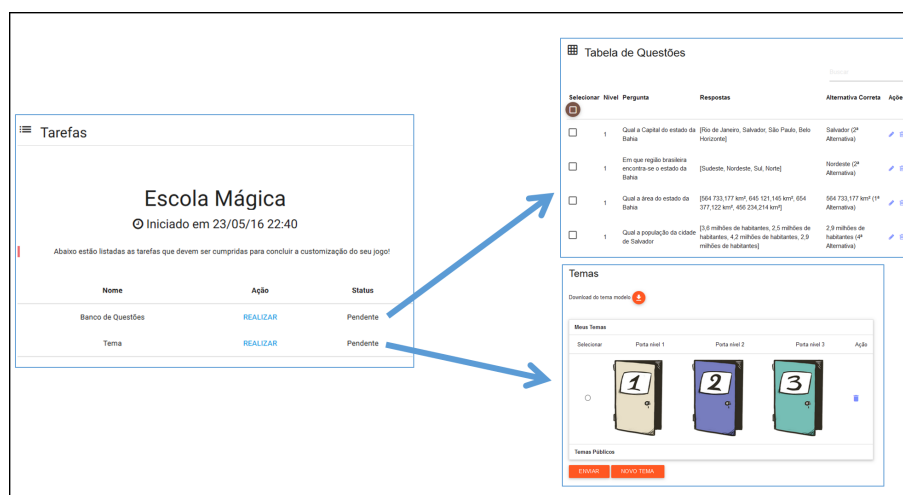 Tarefas
Escola Mágica
Iniciado em 23/05/16 22:40
Abaixo estão listadas as tarefas que devem ser cumpridas para concluir a customização do seu jogo!
Nome Ação Status
Banco de Questões REALIZAR Pendente
Tema REALIZAR Pendente
Tabela de Questões
Buscar
Selecionar Nível Pergunta Respostas Alternativa Correta Açõe
1 Qual a Capital do estado da Bahia [Rio de Janeiro, Salvador, São Paulo, Belo Horizonte] Salvador (2ª Alternativa)
1 Em que região brasileira encontra-se o estado da Bahia [Sudeste, Nordeste, Sul, Norte] Nordeste (2ª Alternativa)
1 Qual a área do estado da Bahia [564 733,177 km², 645 121,145 km², 654 377,122 km², 456 234,214 km²] 564 733,177 km² (1ª Alternativa)
1 Qual a população da cidade de Salvador [3,6 milhões de habitantes, 2,5 milhões de habitantes, 4,2 milhões de habitantes, 2,9 milhões de habitantes] 2,9 milhões de habitantes (4ª Alternativa)
Temas
Download do tema modelo
Meus Temas
Selecionar Porta nível 1 Porta nível 2 Porta nível 3 Ação
1 2 3
Temas Públicos
ENVIAR NOVO TEMA